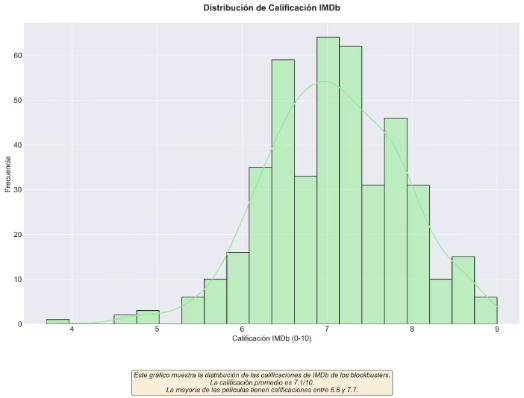 Distribución de Calificación IMDb
60
50
40
30
20
10
0
Frecuencia
4 5 6 7 8 9
Calificación IMDb (0-10)
Este gráfico muestra la distribución de las calificaciones de IMDb de los blockbusters.
La calificación promedio es 7.1/10.
La mayoría de las películas tienen calificaciones entre 6.6 y 7.7.